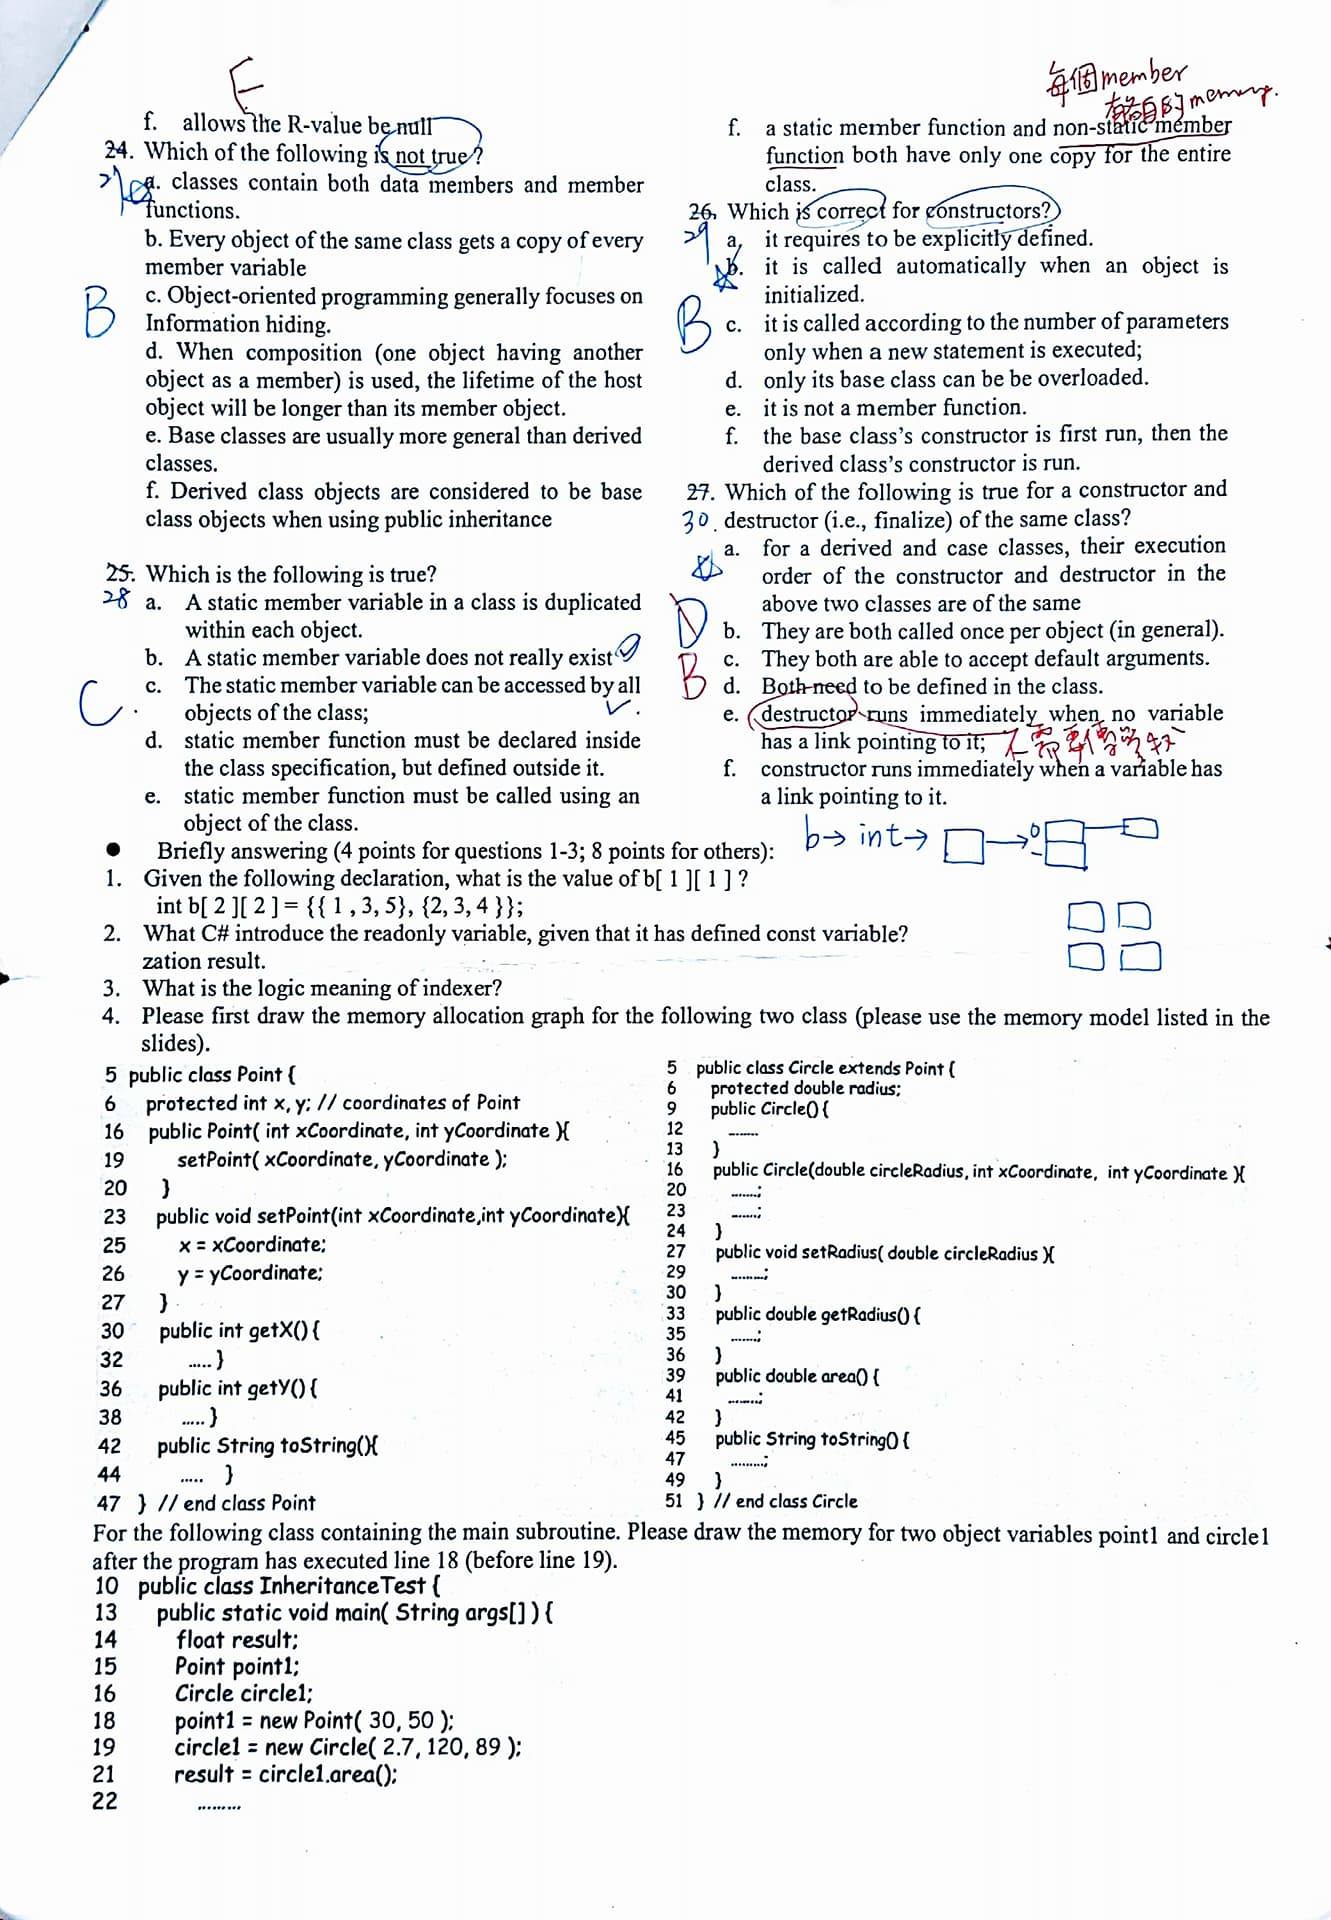 E
f. allows the R-value be null
24. Which of the following is not true?
27
a. classes contain both data members and member
functions.
b. Every object of the same class gets a copy of every
member variable
B
c. Object-oriented programming generally focuses on
Information hiding.
d. When composition (one object having another
object as a member) is used, the lifetime of the host
object will be longer than its member object.
e. Base classes are usually more general than derived
classes.
f. Derived class objects are considered to be base
class objects when using public inheritance
25. Which is the following is true?
28
a. A static member variable in a class is duplicated
within each object.
b. A static member variable does not really exist
C.
c. The static member variable can be accessed by all
objects of the class;
d. static member function must be declared inside
the class specification, but defined outside it.
e. static member function must be called using an
object of the class.
每個member
有各自的memory.
f. a static member function and non-static member
function both have only one copy for the entire
class.
26. Which is correct for constructors?
29
a. it requires to be explicitly defined.
b. it is called automatically when an object is
initialized.
B
c. it is called according to the number of parameters
only when a new statement is executed;
d. only its base class can be be overloaded.
e. it is not a member function.
f. the base class's constructor is first run, then the
derived class's constructor is run.
27. Which of the following is true for a constructor and
30. destructor (i.e., finalize) of the same class?
a. for a derived and case classes, their execution
order of the constructor and destructor in the
above two classes are of the same
D
b. They are both called once per object (in general).
B
c. They both are able to accept default arguments.
d. Both need to be defined in the class.
e. destructor runs immediately when no variable
has a link pointing to it;
f. constructor runs immediately when a variable has
a link pointing to it.
b→ int→
● Briefly answering (4 points for questions 1-3; 8 points for others):
1. Given the following declaration, what is the value of b[ 1 ][ 1 ] ?
int b[ 2 ][ 2 ] = {{ 1 , 3, 5}, {2, 3, 4 }};
2. What C# introduce the readonly variable, given that it has defined const variable?
zation result.
3. What is the logic meaning of indexer?
4. Please first draw the memory allocation graph for the following two class (please use the memory model listed in the
slides).
5 public class Point {
6 protected int x, y; // coordinates of Point
16 public Point( int xCoordinate, int yCoordinate ){
19 setPoint( xCoordinate, yCoordinate );
20 }
23 public void setPoint(int xCoordinate,int yCoordinate){
25 x = xCoordinate;
26 y = yCoordinate;
27 }
30 public int getX() {
32 ..... }
36 public int getY() {
38 ..... }
42 public String toString(){
44 ..... }
47 } // end class Point
5 public class Circle extends Point {
6 protected double radius;
9 public Circle() {
12 .......
13 }
16 public Circle(double circleRadius, int xCoordinate, int yCoordinate ){
20 .......;
23 .......;
24 }
27 public void setRadius( double circleRadius ){
29 ........;
30 }
33 public double getRadius() {
35 .......;
36 }
39 public double area() {
41 ........;
42 }
45 public String toString() {
47 .........;
49 }
51 } // end class Circle
For the following class containing the main subroutine. Please draw the memory for two object variables point1 and circle1
after the program has executed line 18 (before line 19).
10 public class InheritanceTest {
13 public static void main( String args[] ) {
14 float result;
15 Point point1;
16 Circle circle1;
18 point1 = new Point( 30, 50 );
19 circle1 = new Circle( 2.7, 120, 89 );
21 result = circle1.area();
22 .........